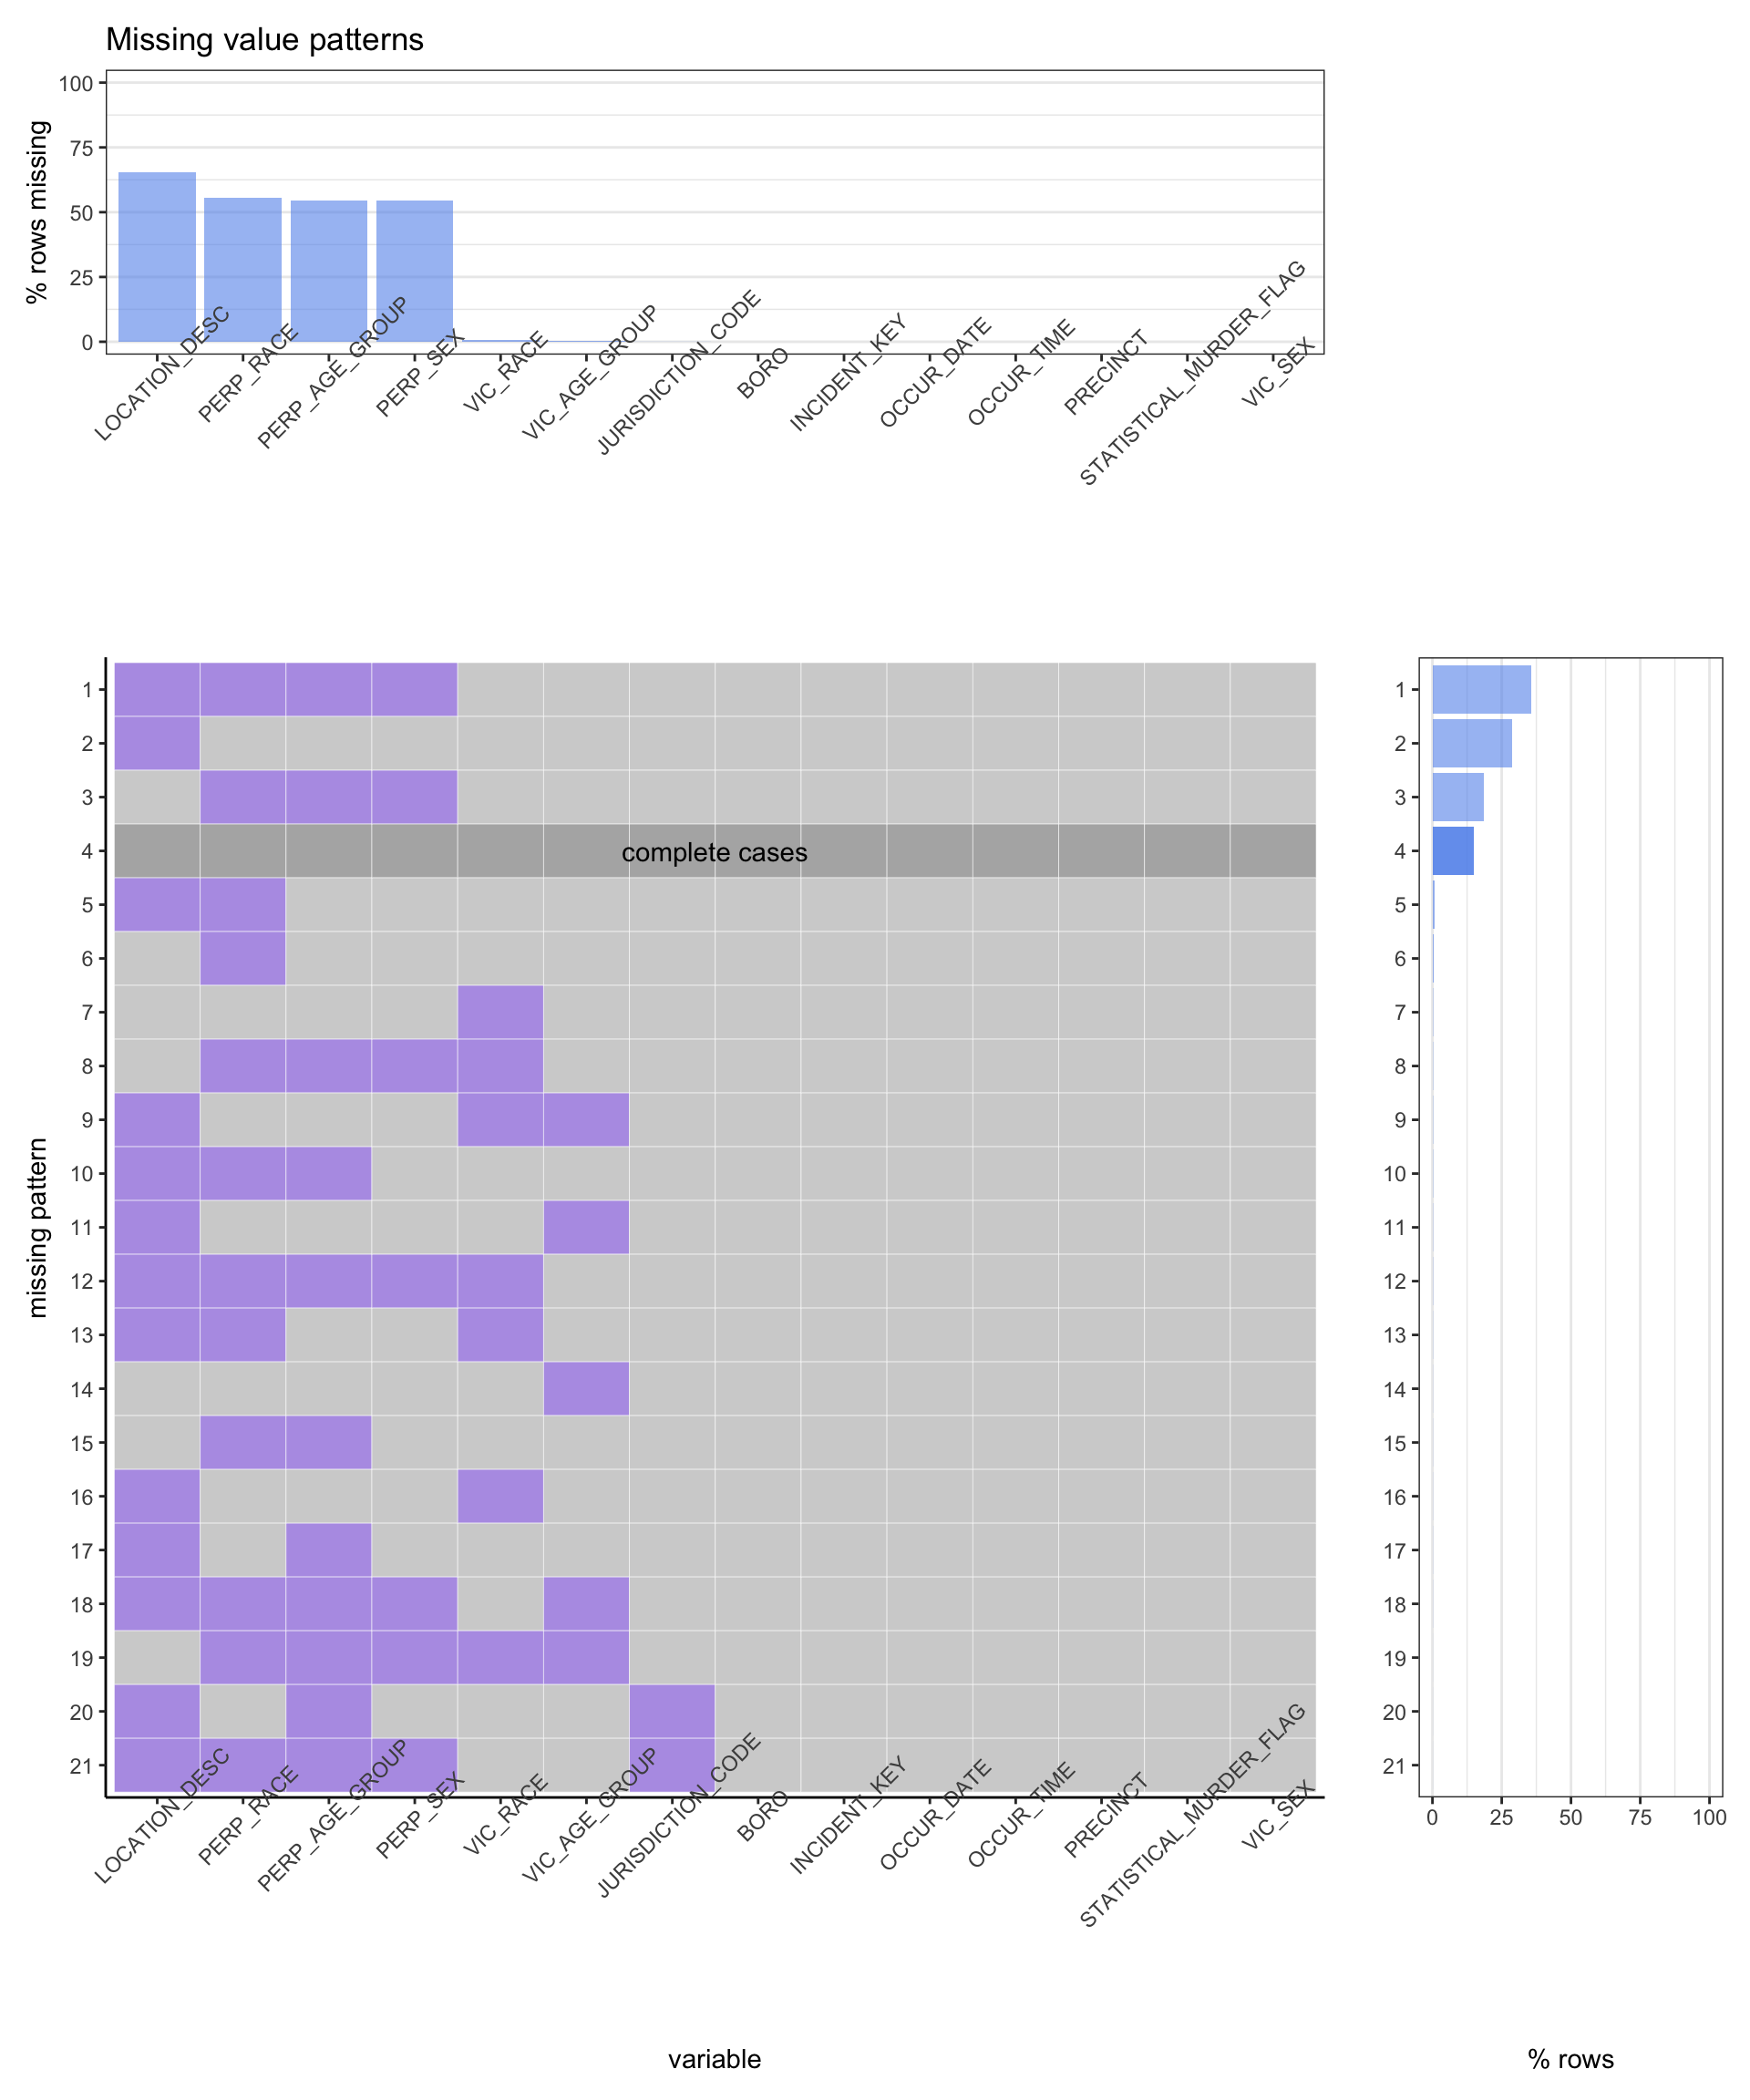 Missing value patterns
% rows missing
100
75
50
25
0
LOCATION_DESC
PERP_RACE
PERP_AGE_GROUP
PERP_SEX
VIC_RACE
VIC_AGE_GROUP
JURISDICTION_CODE
BORO
INCIDENT_KEY
OCCUR_DATE
OCCUR_TIME
PRECINCT
STATISTICAL_MURDER_FLAG
VIC_SEX
missing pattern
1
2
3
4
5
6
7
8
9
10
11
12
13
14
15
16
17
18
19
20
21
complete cases
LOCATION_DESC
PERP_RACE
PERP_AGE_GROUP
PERP_SEX
VIC_RACE
VIC_AGE_GROUP
JURISDICTION_CODE
BORO
INCIDENT_KEY
OCCUR_DATE
OCCUR_TIME
PRECINCT
STATISTICAL_MURDER_FLAG
VIC_SEX
variable
1
2
3
4
5
6
7
8
9
10
11
12
13
14
15
16
17
18
19
20
21
0 25 50 75 100
% rows